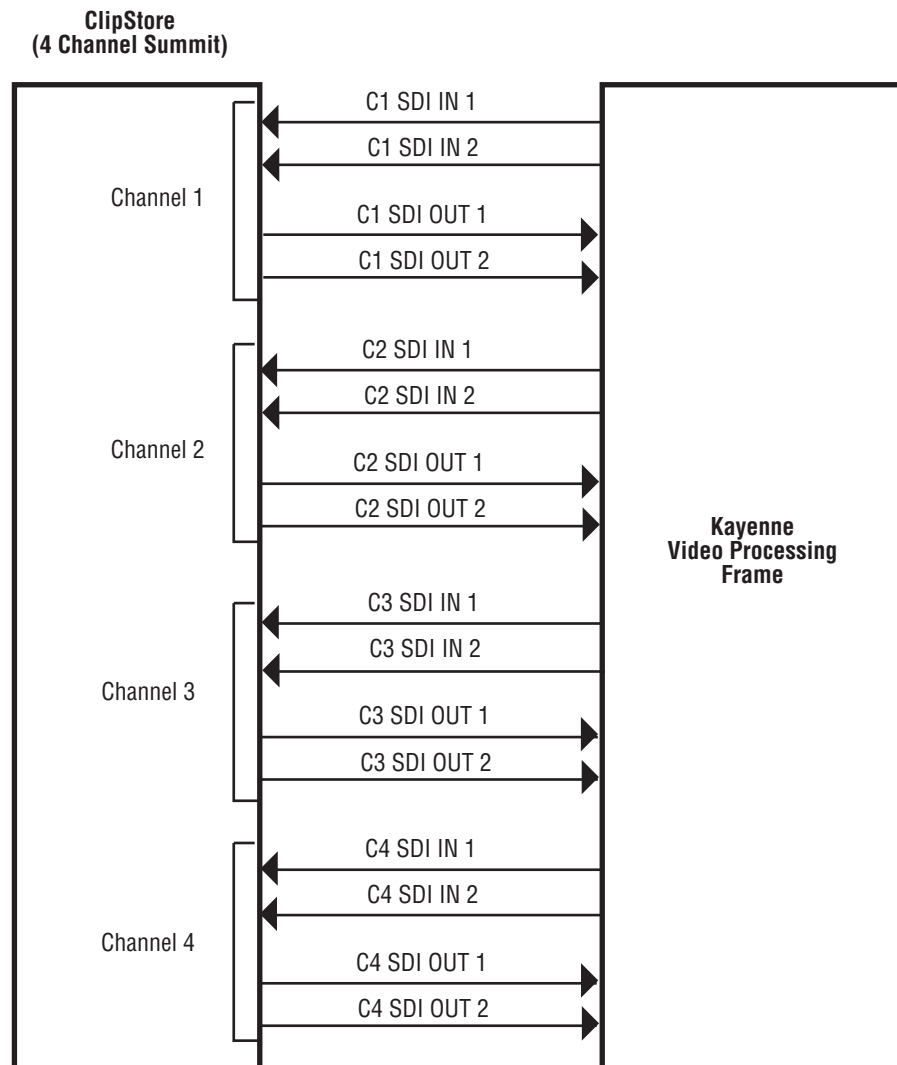 ClipStore
(4 Channel Summit)
C1 SDI IN 1
C1 SDI IN 2
Channel 1
C1 SDI OUT 1
C1 SDI OUT 2
C2 SDI IN 1
C2 SDI IN 2
Channel 2
C2 SDI OUT 1
C2 SDI OUT 2
Kayenne
Video Processing
Frame
C3 SDI IN 1
C3 SDI IN 2
Channel 3
C3 SDI OUT 1
C3 SDI OUT 2
C4 SDI IN 1
C4 SDI IN 2
Channel 4
C4 SDI OUT 1
C4 SDI OUT 2